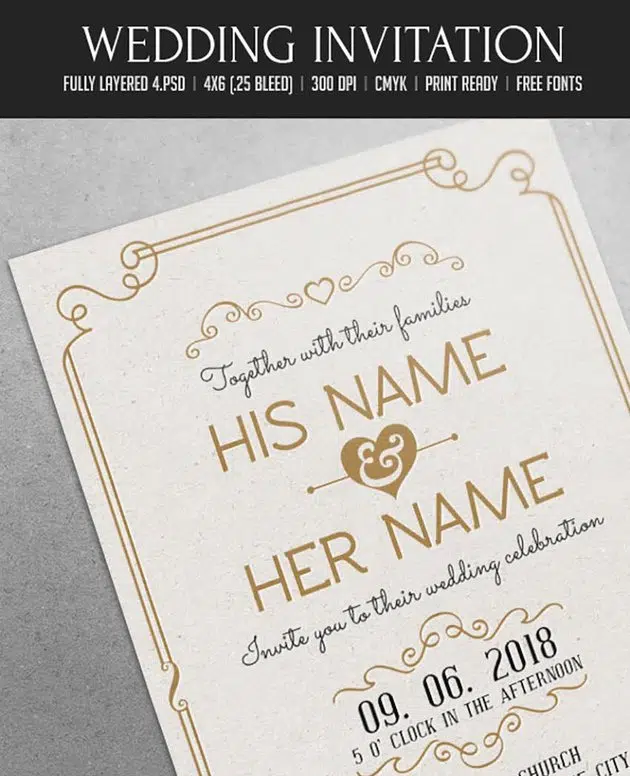 WEDDING INVITATION
FULLY LAYERED 4.PSD | 4X6 (.25 BLEED) | 300 DPI | CMYK | PRINT READY | FREE FONTS
Together with their families
HIS NAME
&
HER NAME
Invite you to their wedding celebration
09. 06. 2018
5 O' CLOCK IN THE AFTERNOON
CHURCH
CITY